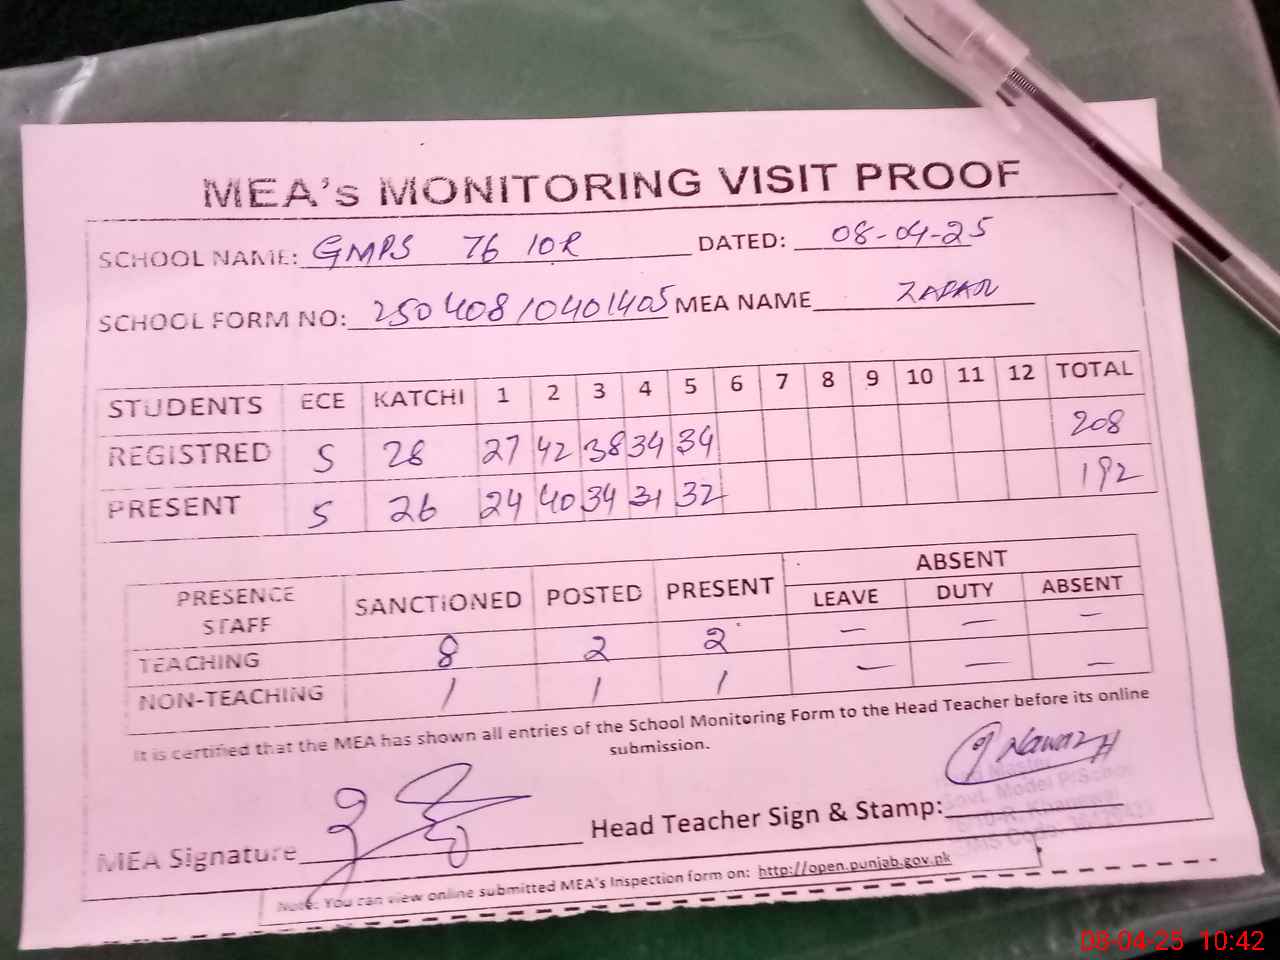 MEA's MONITORING VISIT PROOF
SCHOOL NAME: GMPS 76 10R DATED: 08-04-25
SCHOOL FORM NO: 25040810401405 MEA NAME ZAFAR
STUDENTS ECE KATCHI 1 2 3 4 5 6 7 8 9 10 11 12 TOTAL
REGISTRED 5 28 27 42 38 34 34 208
PRESENT 5 26 24 40 34 31 32 192
PRESENCE STAFF SANCTIONED POSTED PRESENT ABSENT
LEAVE DUTY ABSENT
TEACHING 8 2 2 — — —
NON-TEACHING 1 1 1 — — —
It is certified that the MEA has shown all entries of the School Monitoring Form to the Head Teacher before its online
submission.
MEA Signature Head Teacher Sign & Stamp: Nawaz
Master
Govt. Model P/School
Note: You can view online submitted MEA's Inspection form on: http://open.punjab.gov.pk
08-04-25 10:42